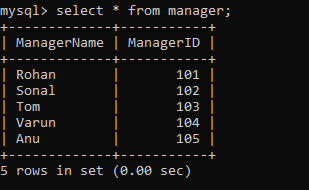 mysql> select * from manager;
+-------------+-----------+
| ManagerName | ManagerID |
+-------------+-----------+
| Rohan       |       101 |
| Sonal       |       102 |
| Tom         |       103 |
| Varun       |       104 |
| Anu         |       105 |
+-------------+-----------+
5 rows in set (0.00 sec)